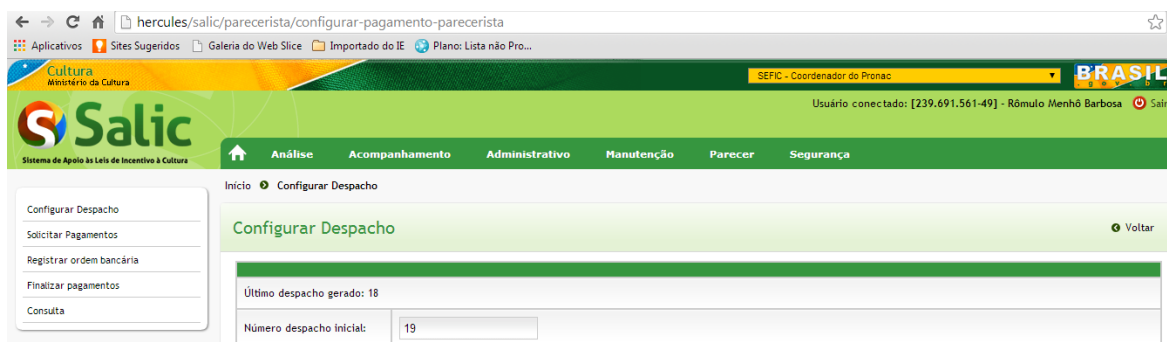 hercules/salic/parecerista/configurar-pagamento-parecerista
Aplicativos Sites Sugeridos Galeria do Web Slice Importado do IE Plano: Lista não Pro...
Cultura
Ministério da Cultura
SEFIC - Coordenador do Pronac
BRASIL
Usuário conectado: [239.691.561-49] - Rômulo Menhô Barbosa Sair
Salic
Sistema de Apoio às Leis de Incentivo à Cultura
Análise Acompanhamento Administrativo Manutenção Parecer Segurança
Início Configurar Despacho
Configurar Despacho
Solicitar Pagamentos
Registrar ordem bancária
Finalizar pagamentos
Consulta
Configurar Despacho
Voltar
Último despacho gerado: 18
Número despacho inicial: 19